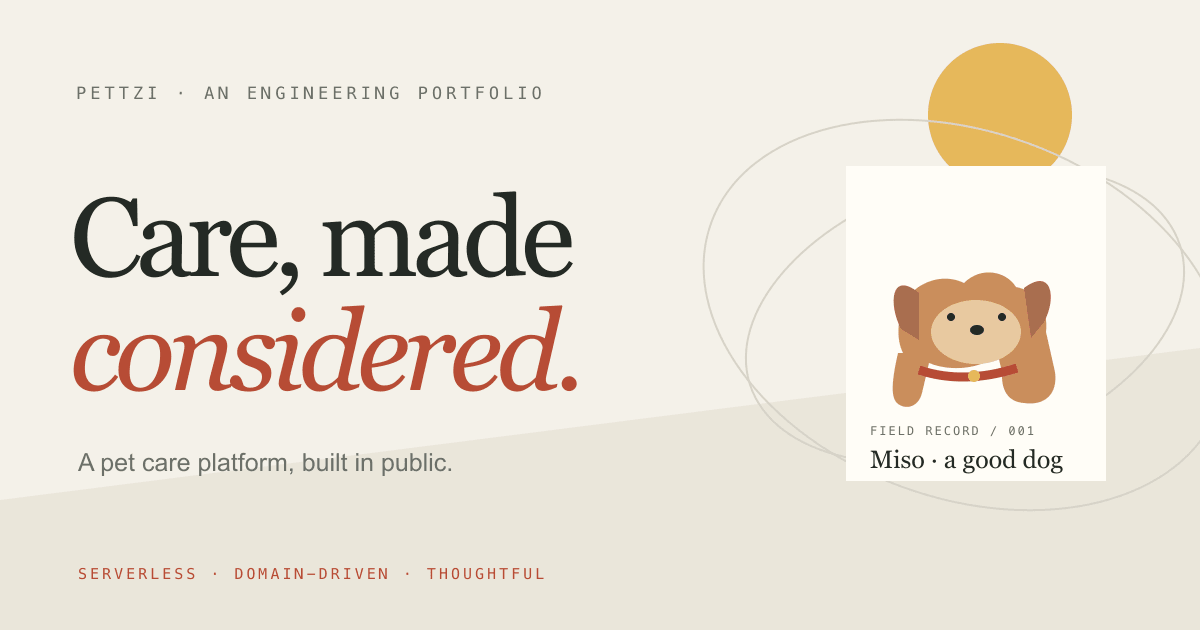 PETTZI · AN ENGINEERING PORTFOLIO
Care, made
considered.
A pet care platform, built in public.
SERVERLESS · DOMAIN–DRIVEN · THOUGHTFUL
FIELD RECORD / 001
Miso · a good dog